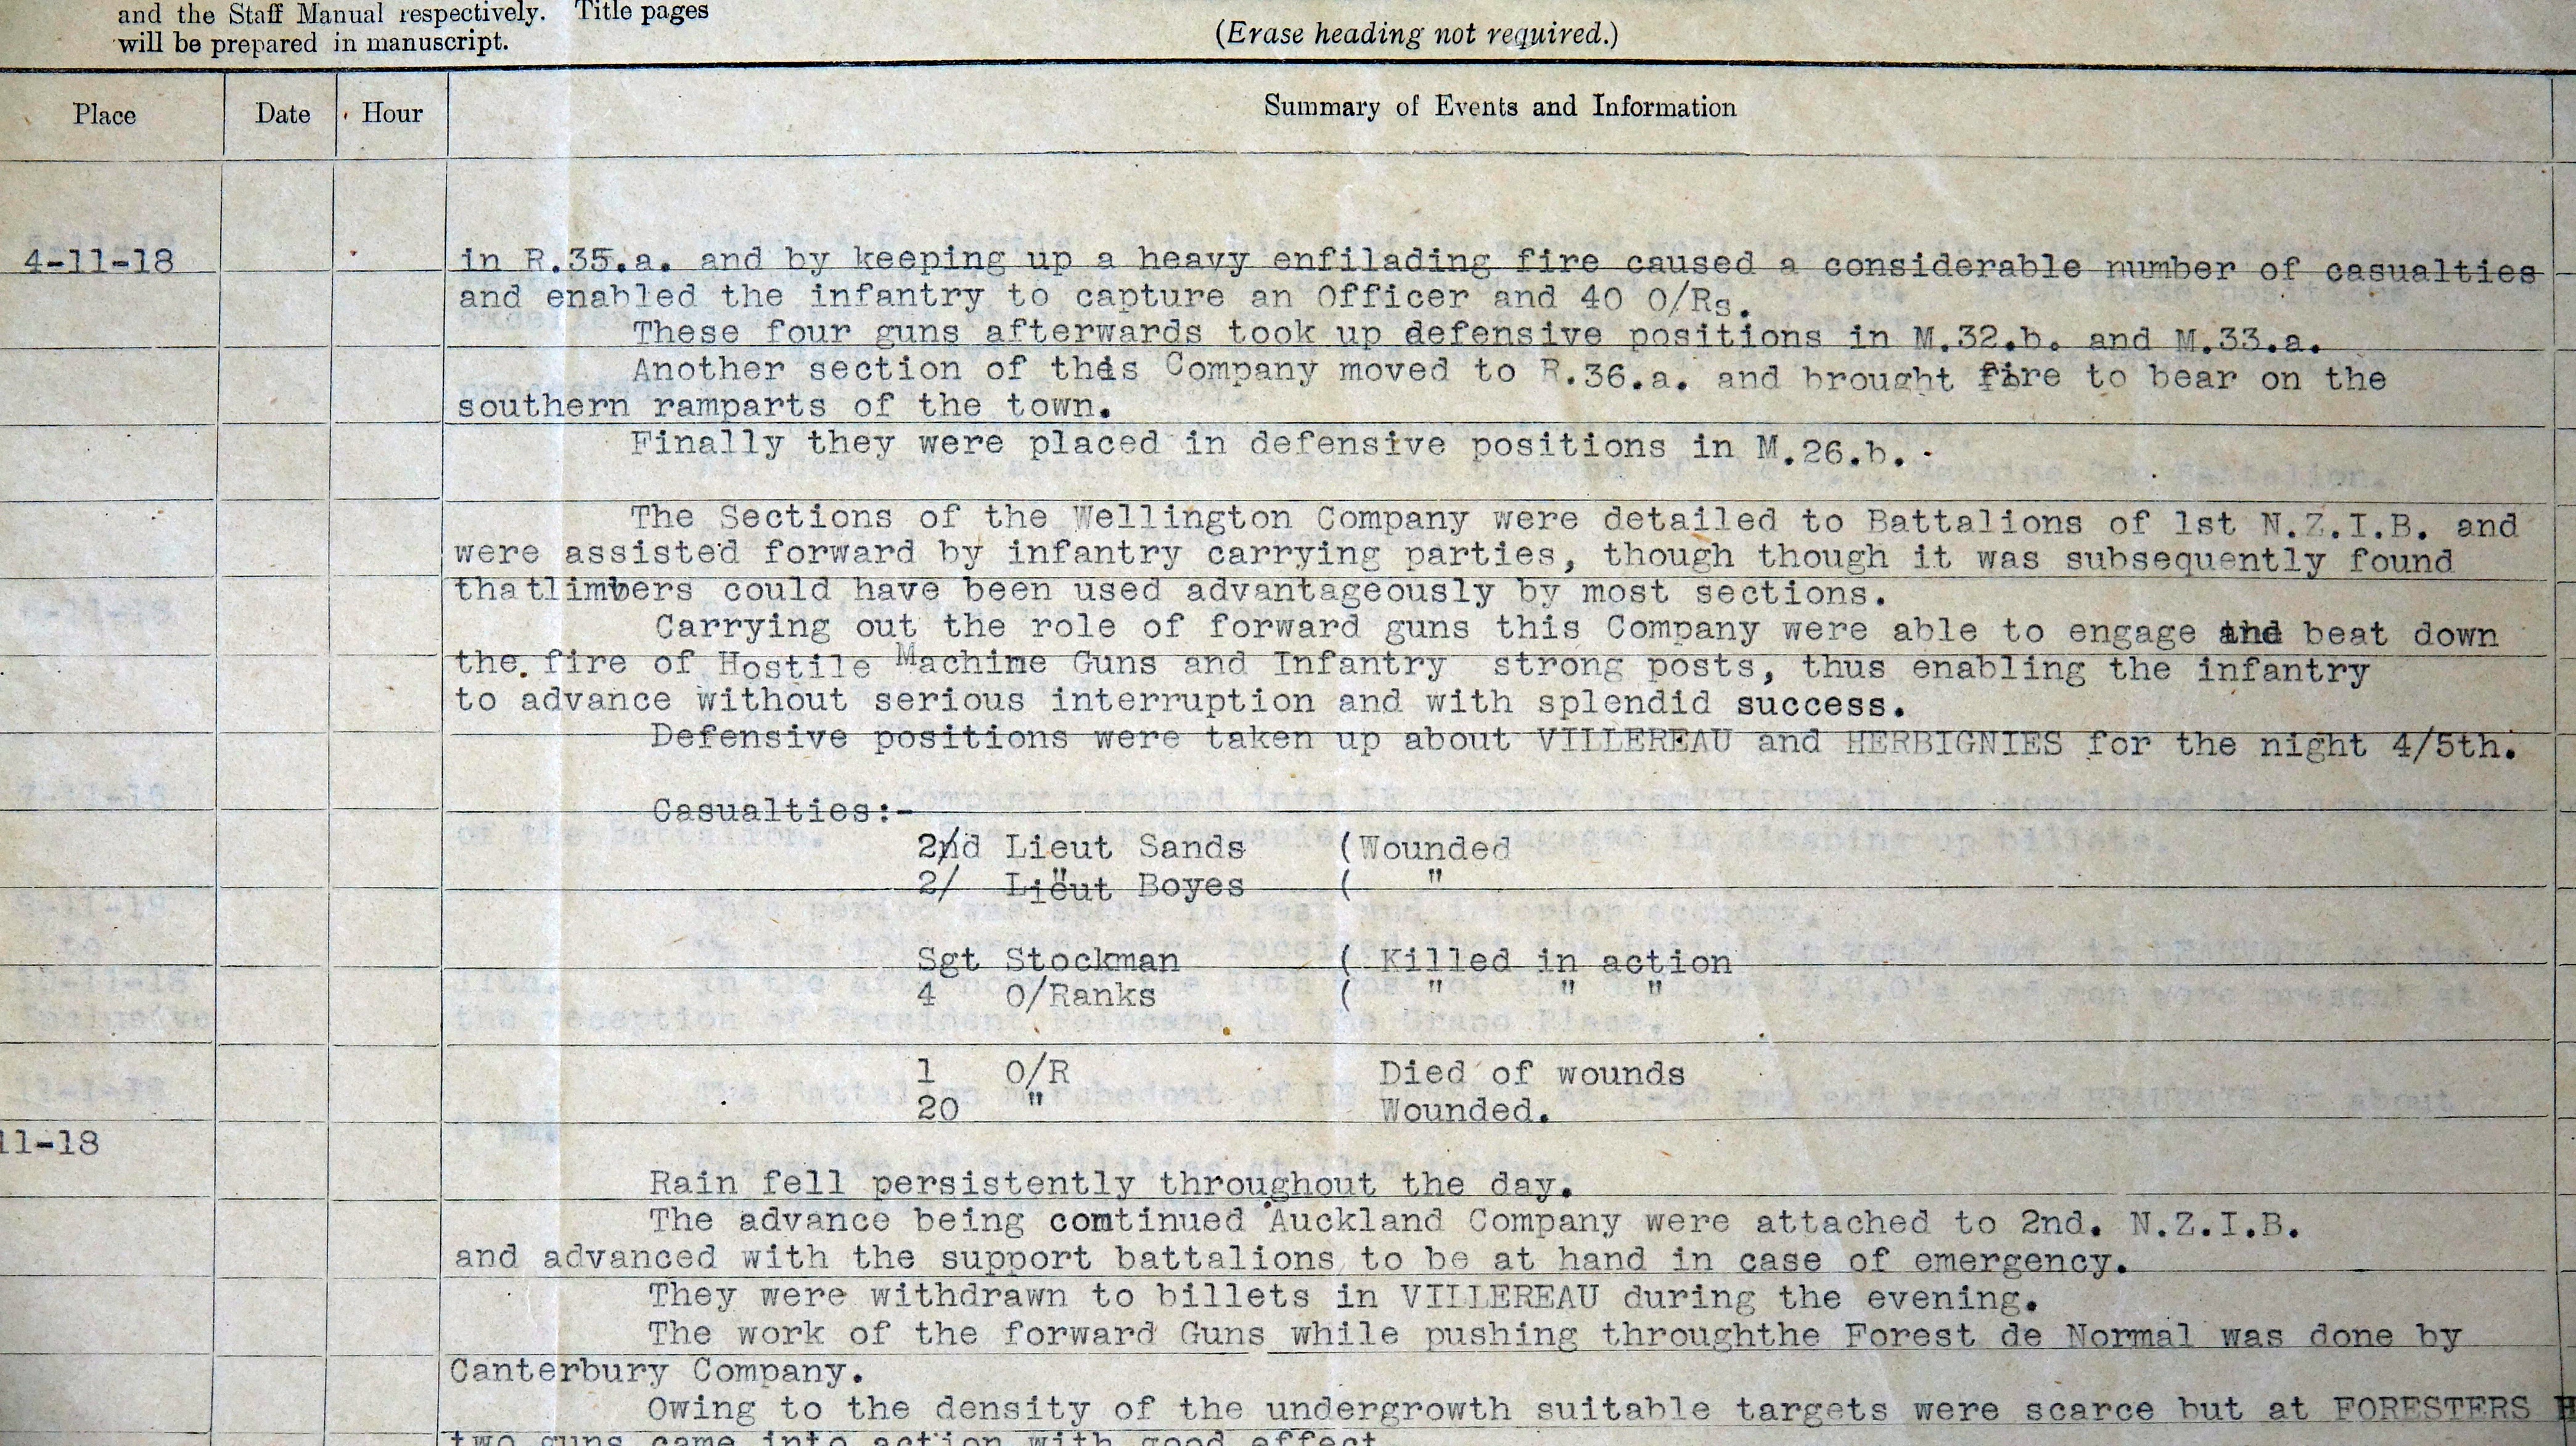 and the Staff Manual respectively. Title pages
will be prepared in manuscript.
(Erase heading not required.)
Place Date Hour Summary of Events and Information
4-11-18 in R.35.a. and by keeping up a heavy enfilading fire caused a considerable number of casualties
and enabled the infantry to capture an Officer and 40 O/Rs.
These four guns afterwards took up defensive positions in M.32.b. and M.33.a.
Another section of this Company moved to R.36.a. and brought fire to bear on the
southern ramparts of the town.
Finally they were placed in defensive positions in M.26.b.
The Sections of the Wellington Company were detailed to Battalions of 1st N.Z.I.B. and
were assisted forward by infantry carrying parties, though though it was subsequently found
thatlimbers could have been used advantageously by most sections.
Carrying out the role of forward guns this Company were able to engage and beat down
the.fire of Hostile Machine Guns and Infantry strong posts, thus enabling the infantry
to advance without serious interruption and with splendid success.
Defensive positions were taken up about VILLEREAU and HERBIGNIES for the night 4/5th.
Casualties:-
2nd Lieut Sands (Wounded
2/ Lieut Boyes ( "
Sgt Stockman ( Killed in action
4 O/Ranks ( " " "
1 O/R Died of wounds
20 " Wounded.
11-18
Rain fell persistently throughout the day.
The advance being comtinued Auckland Company were attached to 2nd. N.Z.I.B.
and advanced with the support battalions to be at hand in case of emergency.
They were withdrawn to billets in VILLEREAU during the evening.
The work of the forward Guns while pushing throughthe Forest de Normal was done by
Canterbury Company.
Owing to the density of the undergrowth suitable targets were scarce but at FORESTERS H
two guns came into action with good effect